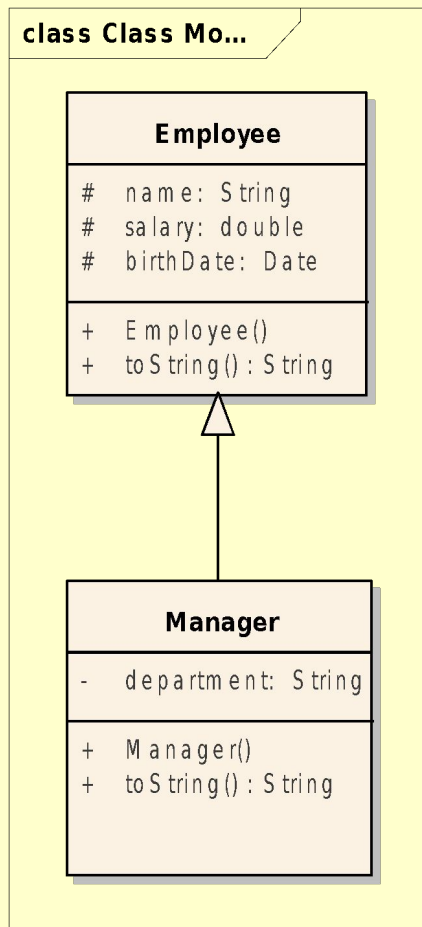 class Class Mo...
Employee
# name: String
# salary: double
# birthDate: Date
+ Employee()
+ toString() : String
Manager
- department: String
+ Manager()
+ toString() : String